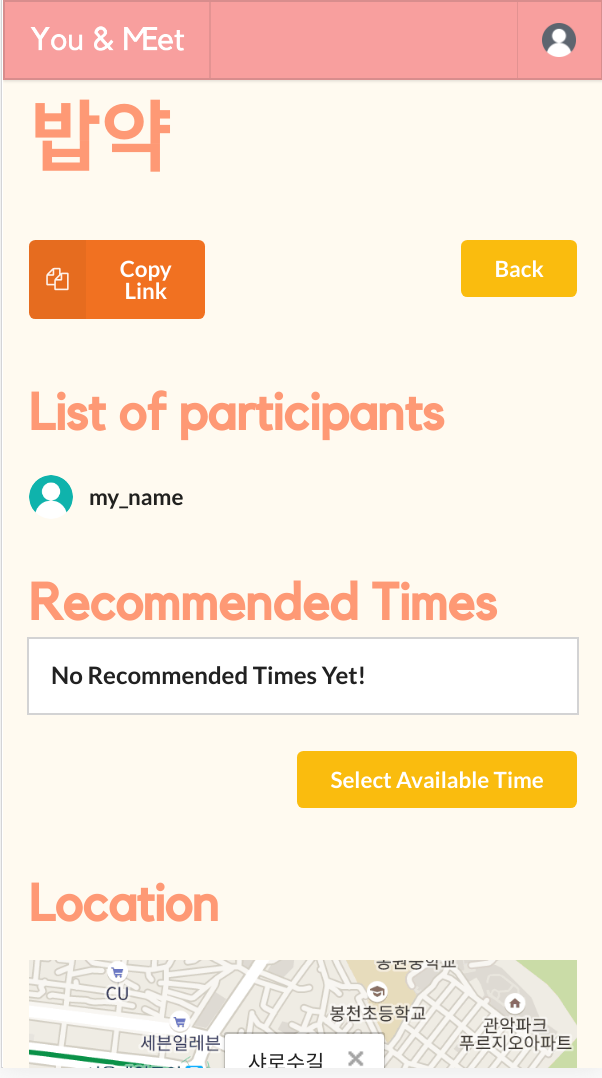 You & MEet
밥약
Copy
Link
Back
List of participants
my_name
Recommended Times
No Recommended Times Yet!
Select Available Time
Location
CU
봉천초등학교
관악파크
푸르지오아파트
세븐일레븐
샤로수길